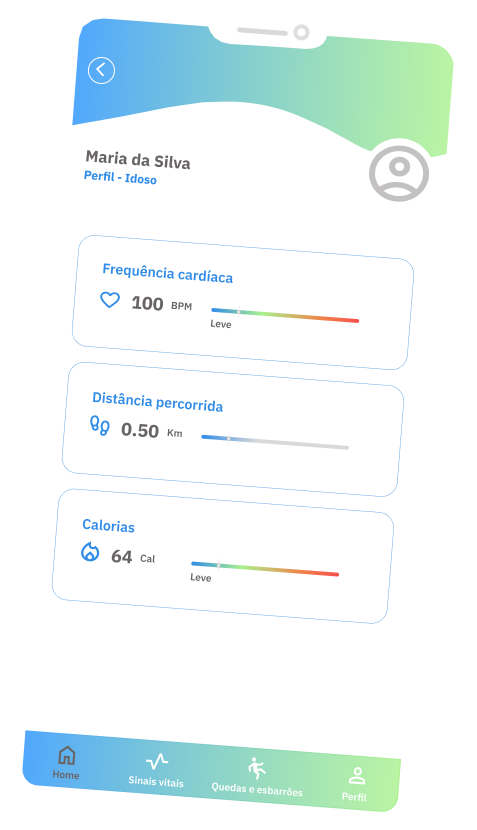 Maria da Silva
Perfil - Idoso
Frequência cardíaca
100 BPM
Leve
Distância percorrida
0.50 Km
Calorias
64 Cal
Leve
Home Sinais vitais Quedas e esbarrões Perfil